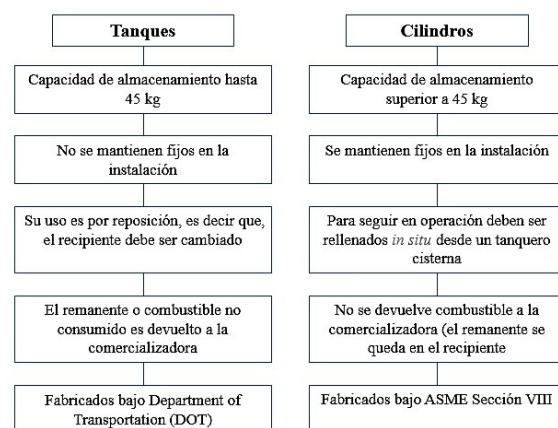 Tanques
Capacidad de almacenamiento hasta
45 kg
No se mantienen fijos en la
instalación
Su uso es por reposición, es decir que,
el recipiente debe ser cambiado
El remanente o combustible no
consumido es devuelto a la
comercializadora
Fabricados bajo Department of
Transportation (DOT)
Cilindros
Capacidad de almacenamiento
superior a 45 kg
Se mantienen fijos en la instalación
Para seguir en operación deben ser
rellenados in situ desde un tanquero
cisterna
No se devuelve combustible a la
comercializadora (el remanente se
queda en el recipiente
Fabricados bajo ASME Sección VIII